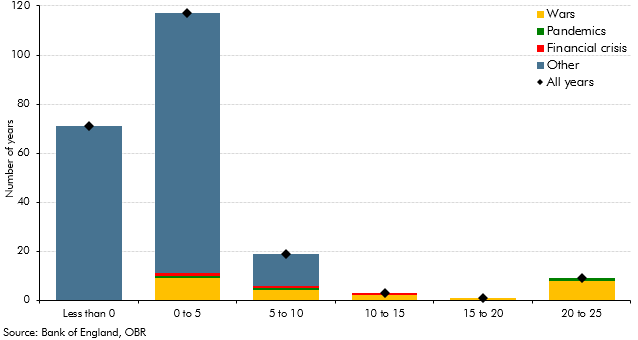 120
100
80
60
40
20
0
Number of years
Wars
Pandemics
Financial crisis
Other
All years
Less than 0
0 to 5
5 to 10
10 to 15
15 to 20
20 to 25
Source: Bank of England, OBR